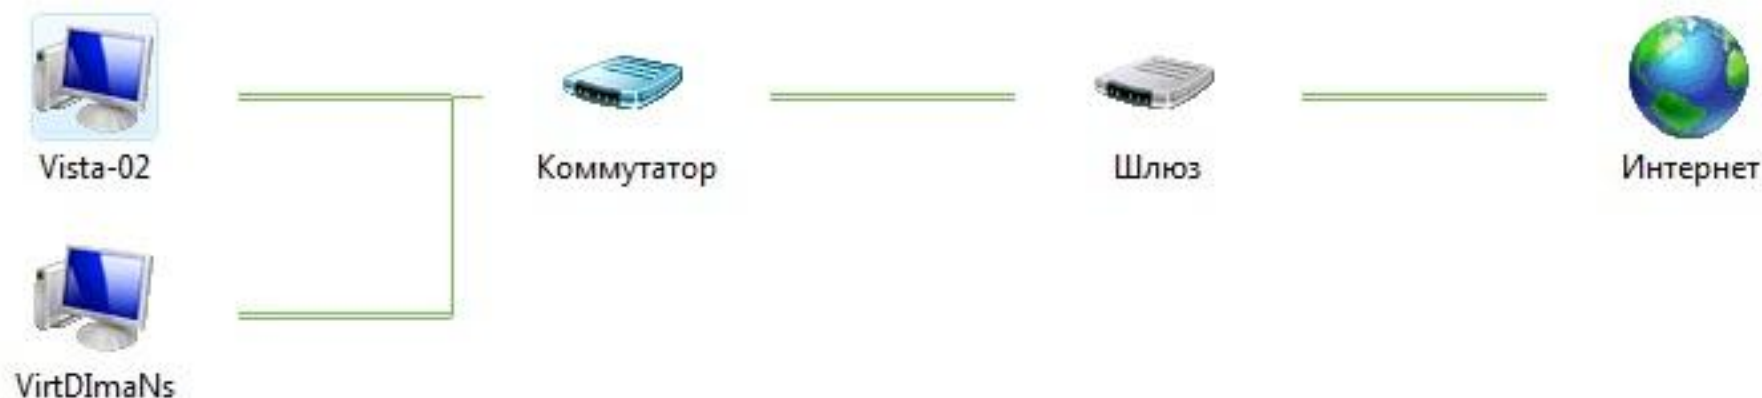 Vista-02
Коммутатор
Шлюз
Интернет
VirtDImaNs